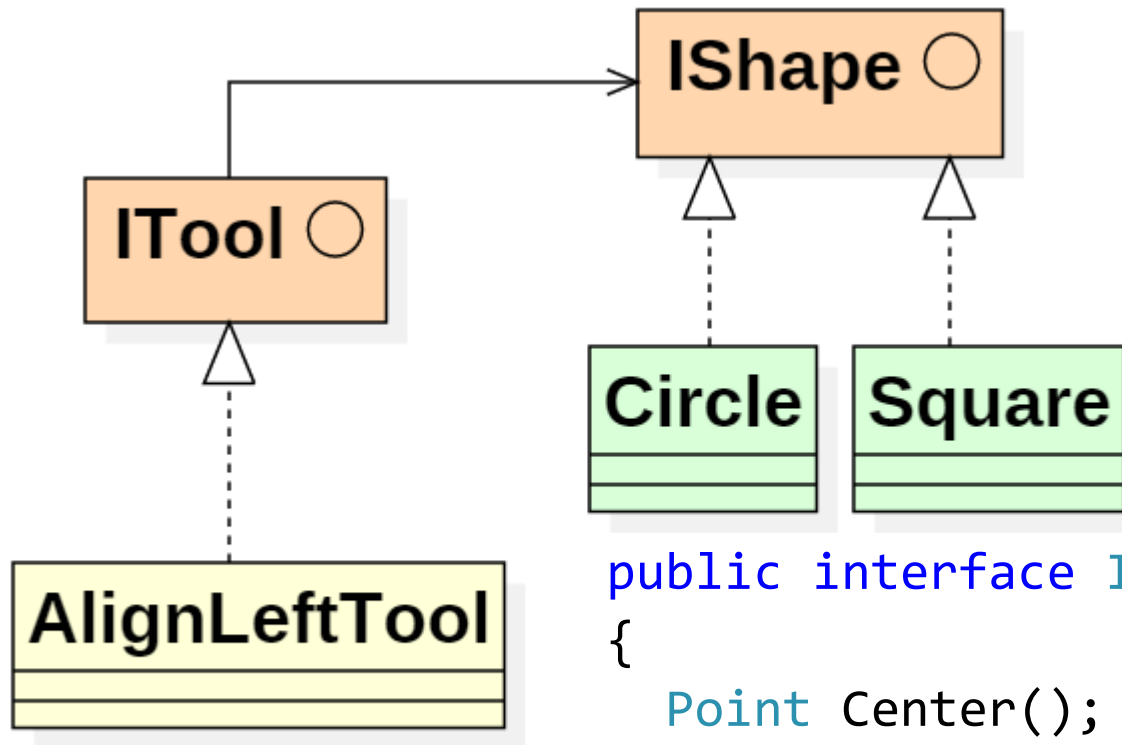 IShape
ITool
Circle
Square
AlignLeftTool
public interface
{
Point Center();